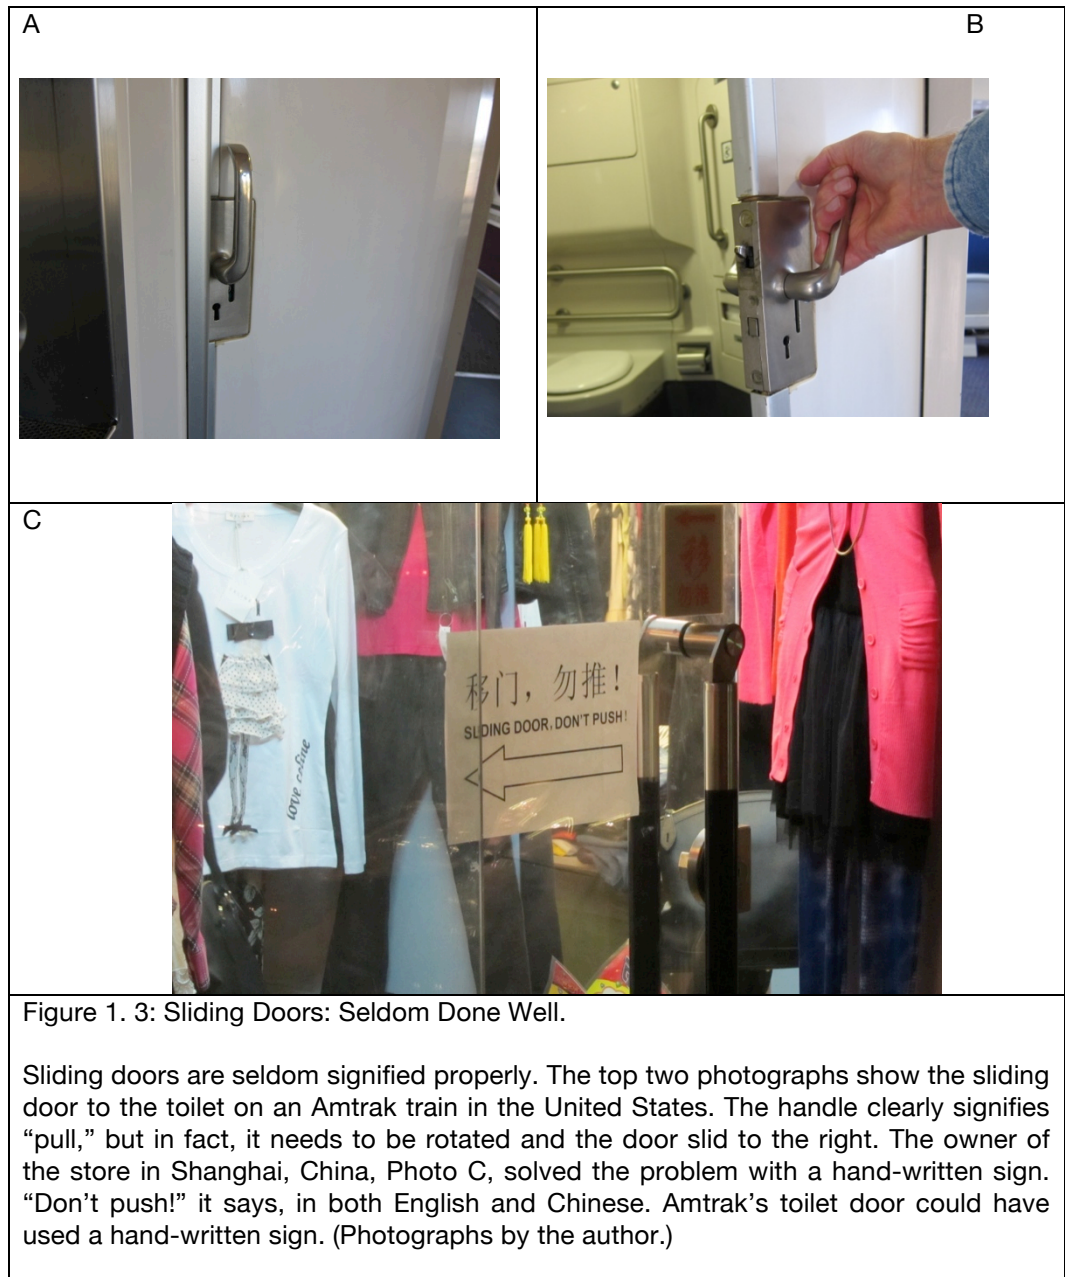 A
B
C
love cofine
移门，勿推！
SLIDING DOOR, DON'T PUSH!
Figure 1. 3: Sliding Doors: Seldom Done Well.
Sliding doors are seldom signified properly. The top two photographs show the sliding
door to the toilet on an Amtrak train in the United States. The handle clearly signifies
“pull,” but in fact, it needs to be rotated and the door slid to the right. The owner of
the store in Shanghai, China, Photo C, solved the problem with a hand-written sign.
“Don’t push!” it says, in both English and Chinese. Amtrak’s toilet door could have
used a hand-written sign. (Photographs by the author.)